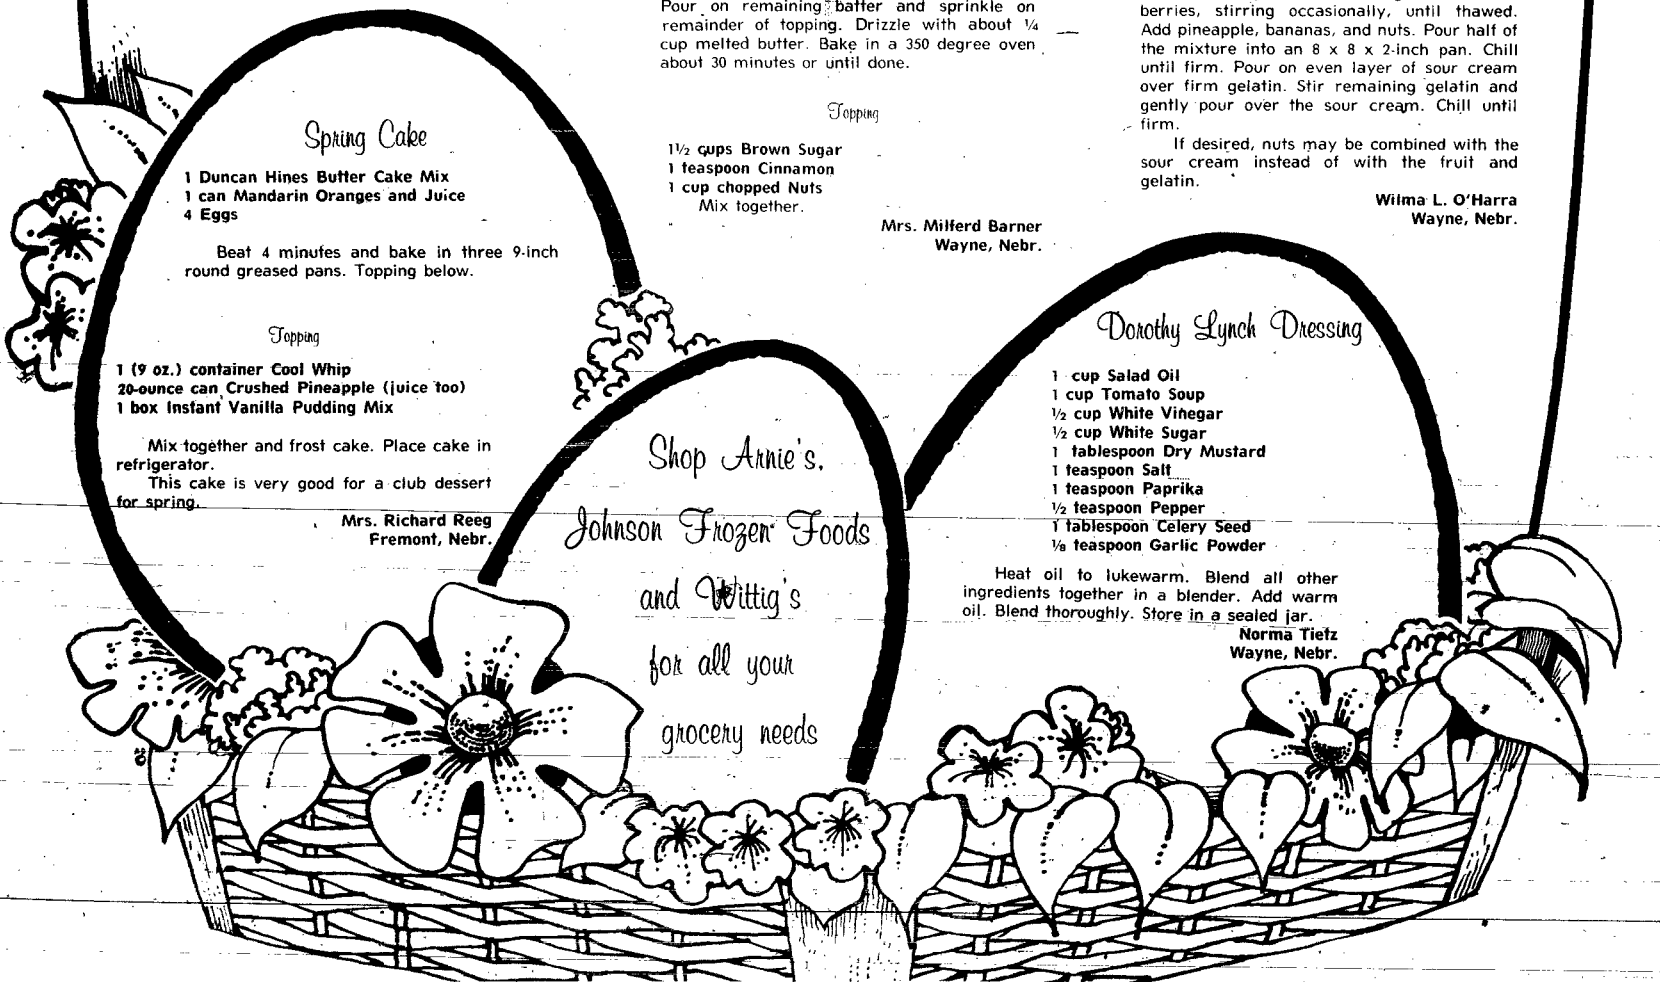 Pour on remaining batter and sprinkle on
remainder of topping. Drizzle with about ¼
cup melted butter. Bake in a 350 degree oven
about 30 minutes or until done.
Topping
1½ cups Brown Sugar
1 teaspoon Cinnamon
1 cup chopped Nuts
Mix together.
Mrs. Milferd Barner
Wayne, Nebr.
berries, stirring occasionally, until thawed.
Add pineapple, bananas, and nuts. Pour half of
the mixture into an 8 x 8 x 2-inch pan. Chill
until firm. Pour on even layer of sour cream
over firm gelatin. Stir remaining gelatin and
gently pour over the sour cream. Chill until
firm.
If desired, nuts may be combined with the
sour cream instead of with the fruit and
gelatin.
Wilma L. O'Harra
Wayne, Nebr.
Spring Cake
1 Duncan Hines Butter Cake Mix
1 can Mandarin Oranges and Juice
4 Eggs
Beat 4 minutes and bake in three 9-inch
round greased pans. Topping below.
Topping
1 (9 oz.) container Cool Whip
20-ounce can Crushed Pineapple (juice too)
1 box Instant Vanilla Pudding Mix
Mix together and frost cake. Place cake in
refrigerator.
This cake is very good for a club dessert
for spring.
Mrs. Richard Reeg
Fremont, Nebr.
Shop Arnie's,
Johnson Frozen Foods
and Wittig's
for all your
grocery needs
Dorothy Lynch Dressing
1 cup Salad Oil
1 cup Tomato Soup
½ cup White Vinegar
½ cup White Sugar
1 tablespoon Dry Mustard
1 teaspoon Salt
1 teaspoon Paprika
½ teaspoon Pepper
1 tablespoon Celery Seed
⅛ teaspoon Garlic Powder
Heat oil to lukewarm. Blend all other
ingredients together in a blender. Add warm
oil. Blend thoroughly. Store in a sealed jar.
Norma Tietz
Wayne, Nebr.